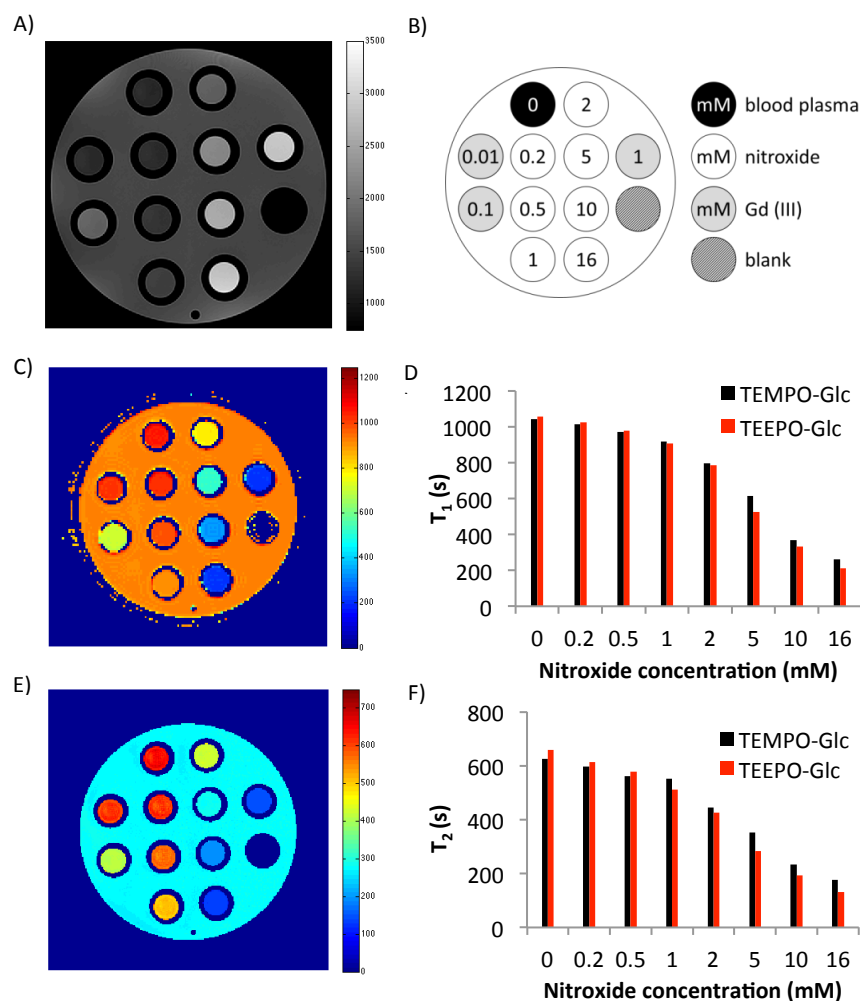 A)
3500
3000
2500
2000
1500
1000
B)
0 2
0.01 0.2 5 1
0.1 0.5 10
1 16
mM blood plasma
mM nitroxide
mM Gd (III)
blank
C)
1200
1000
800
600
400
200
0
D
.
1200
1000
800
600
400
200
0
T1 (s)
TEMPO-Glc
TEEPO-Glc
0 0.2 0.5 1 2 5 10 16
Nitroxide concentration (mM)
E)
700
600
500
400
300
200
100
0
F)
800
600
400
200
0
T2 (s)
TEMPO-Glc
TEEPO-Glc
0 0.2 0.5 1 2 5 10 16
Nitroxide concentration (mM)